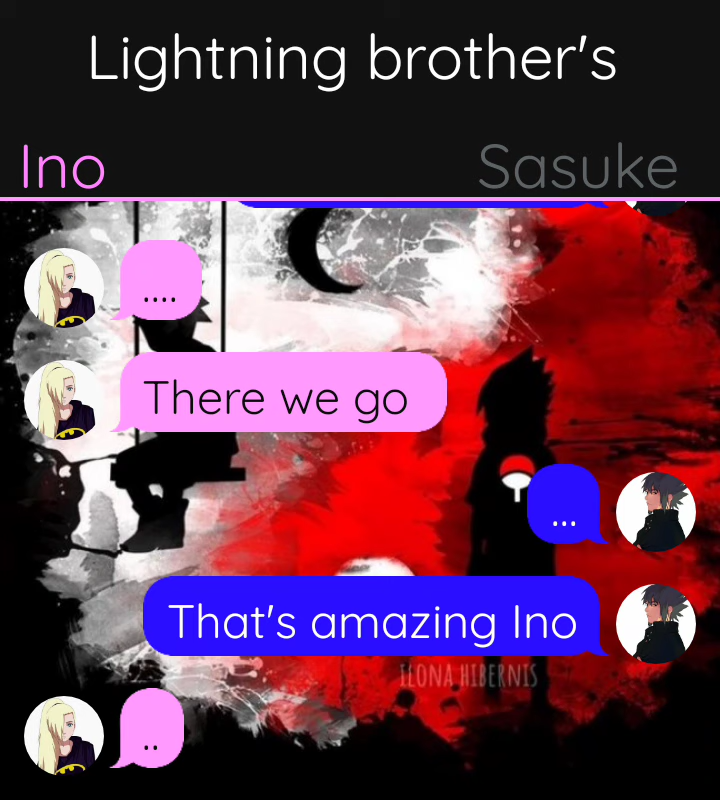 Lightning brother's
Ino
Sasuke
....
There we go
...
That's amazing Ino
ILONA HIBERNIS
..